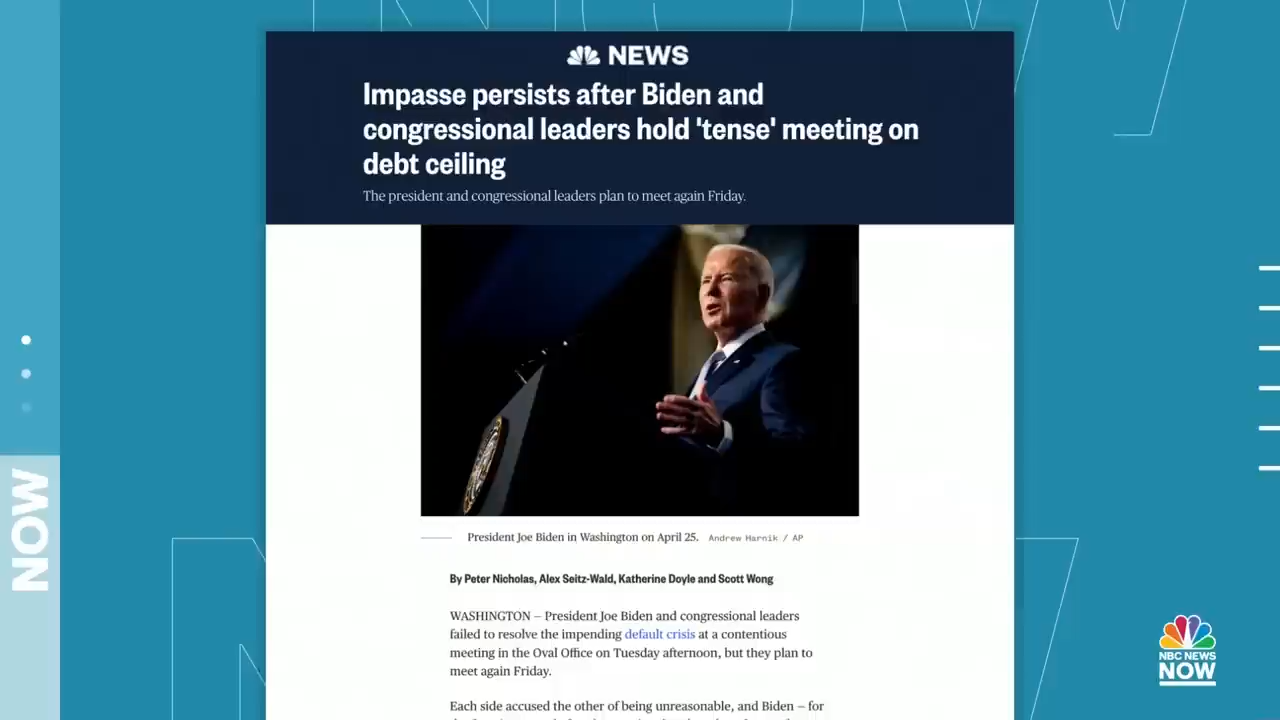 NEWS
Impasse persists after Biden and
congressional leaders hold 'tense' meeting on
debt ceiling
The president and congressional leaders plan to meet again Friday.
President Joe Biden in Washington on April 25. Andrew Harnik / AP
By Peter Nicholas, Alex Seitz-Wald, Katherine Doyle and Scott Wong
WASHINGTON — President Joe Biden and congressional leaders
failed to resolve the impending default crisis at a contentious
meeting in the Oval Office on Tuesday afternoon, but they plan to
meet again Friday.
Each side accused the other of being unreasonable, and Biden — for
NOW
NBC NEWS
NOW